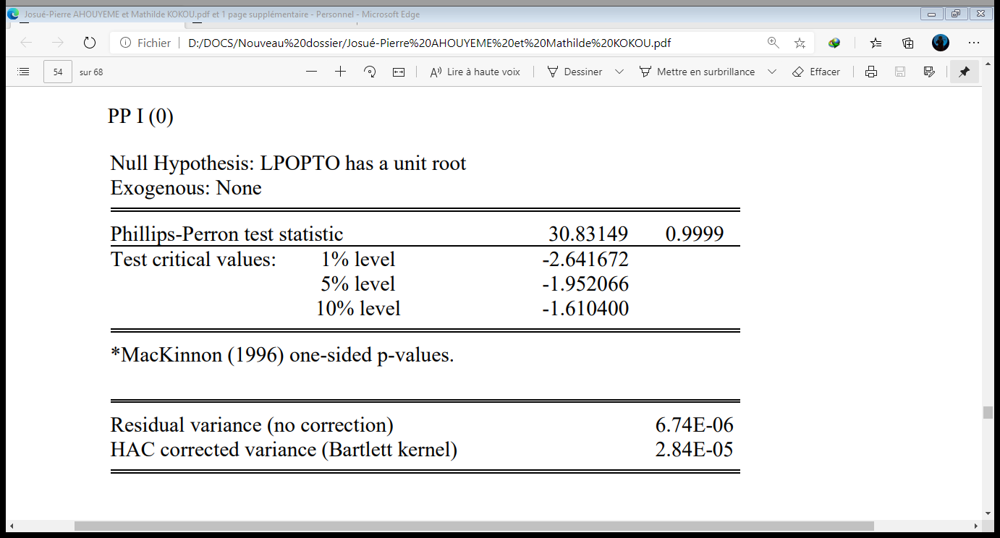 Josué-Pierre AHOUYEME et Mathilde KOKOU.pdf et 1 page supplémentaire - Personnel - Microsoft Edge
Fichier D:/DOCS/Nouveau%20dossier/Josué-Pierre%20AHOUYEME%20et%20Mathilde%20KOKOU.pdf
54 sur 68 Lire à haute voix Dessiner Mettre en surbrillance Effacer
PP I (0)
Null Hypothesis: LPOPTO has a unit root
Exogenous: None
Phillips-Perron test statistic 30.83149 0.9999
Test critical values: 1% level -2.641672
5% level -1.952066
10% level -1.610400
*MacKinnon (1996) one-sided p-values.
Residual variance (no correction) 6.74E-06
HAC corrected variance (Bartlett kernel) 2.84E-05